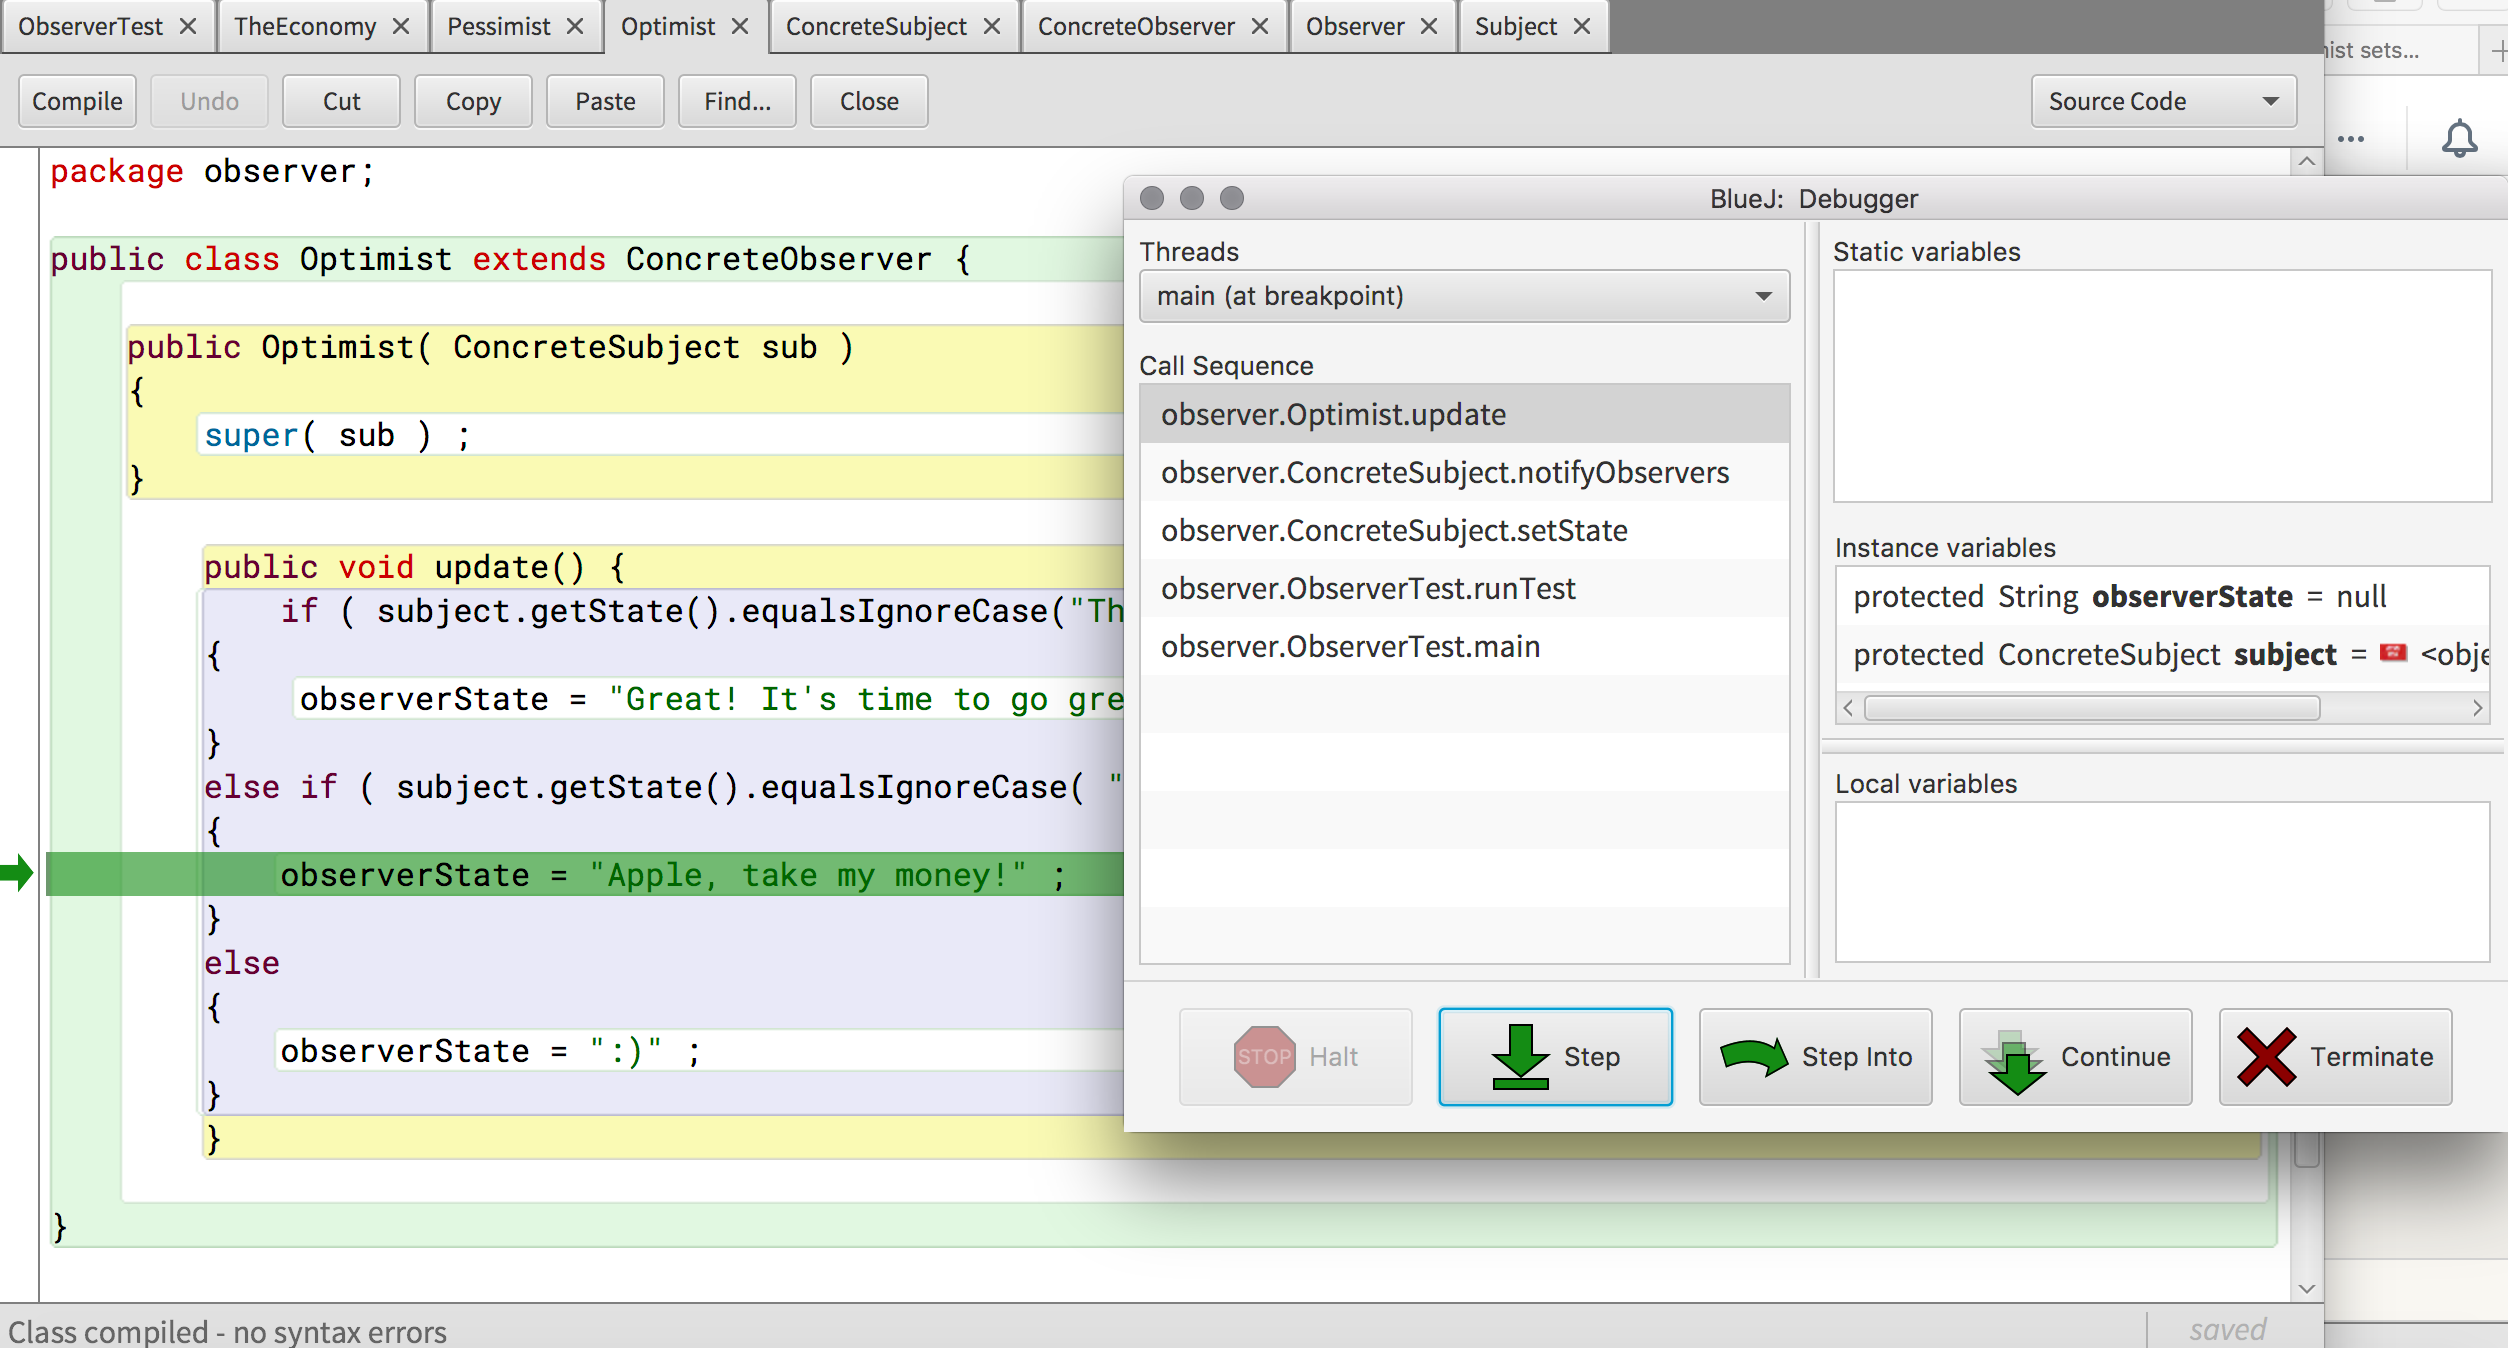 ObserverTest × TheEconomy × Pessimist × Optimist × ConcreteSubject × ConcreteObserver × Observer × Subject ×
ist sets...
Compile Undo Cut Copy Paste Find... Close Source Code
package observer;
public class Optimist extends ConcreteObserver {
public Optimist( ConcreteSubject sub )
{
super( sub ) ;
}
public void update() {
if ( subject.getState().equalsIgnoreCase("Th
{
observerState = "Great! It's time to go gre
}
else if ( subject.getState().equalsIgnoreCase( "
{
observerState = "Apple, take my money!" ;
}
else
{
observerState = ":)" ;
}
}
}
BlueJ: Debugger
Threads
main (at breakpoint)
Call Sequence
observer.Optimist.update
observer.ConcreteSubject.notifyObservers
observer.ConcreteSubject.setState
observer.ObserverTest.runTest
observer.ObserverTest.main
Static variables
Instance variables
protected String observerState = null
protected ConcreteSubject subject = <obje
Local variables
STOP Halt Step Step Into Continue Terminate
Class compiled - no syntax errors
saved